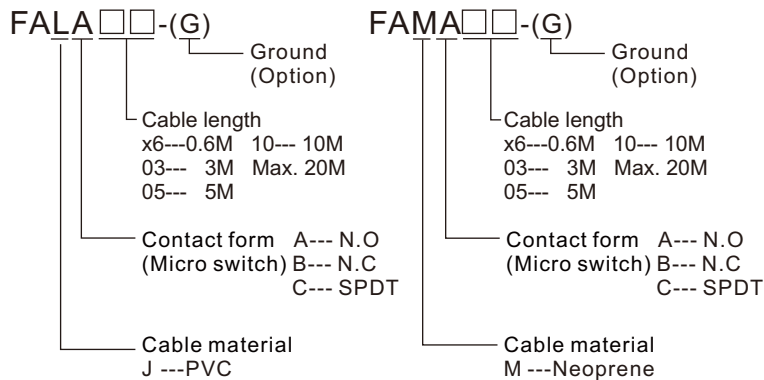 FALA□□-(G)
Ground
(Option)
Cable length
x6---0.6M 10--- 10M
03--- 3M Max. 20M
05--- 5M
Contact form A--- N.O
(Micro switch) B--- N.C
C--- SPDT
Cable material
J ---PVC
FAMA□□-(G)
Ground
(Option)
Cable length
x6---0.6M 10--- 10M
03--- 3M Max. 20M
05--- 5M
Contact form A--- N.O
(Micro switch) B--- N.C
C--- SPDT
Cable material
M ---Neoprene